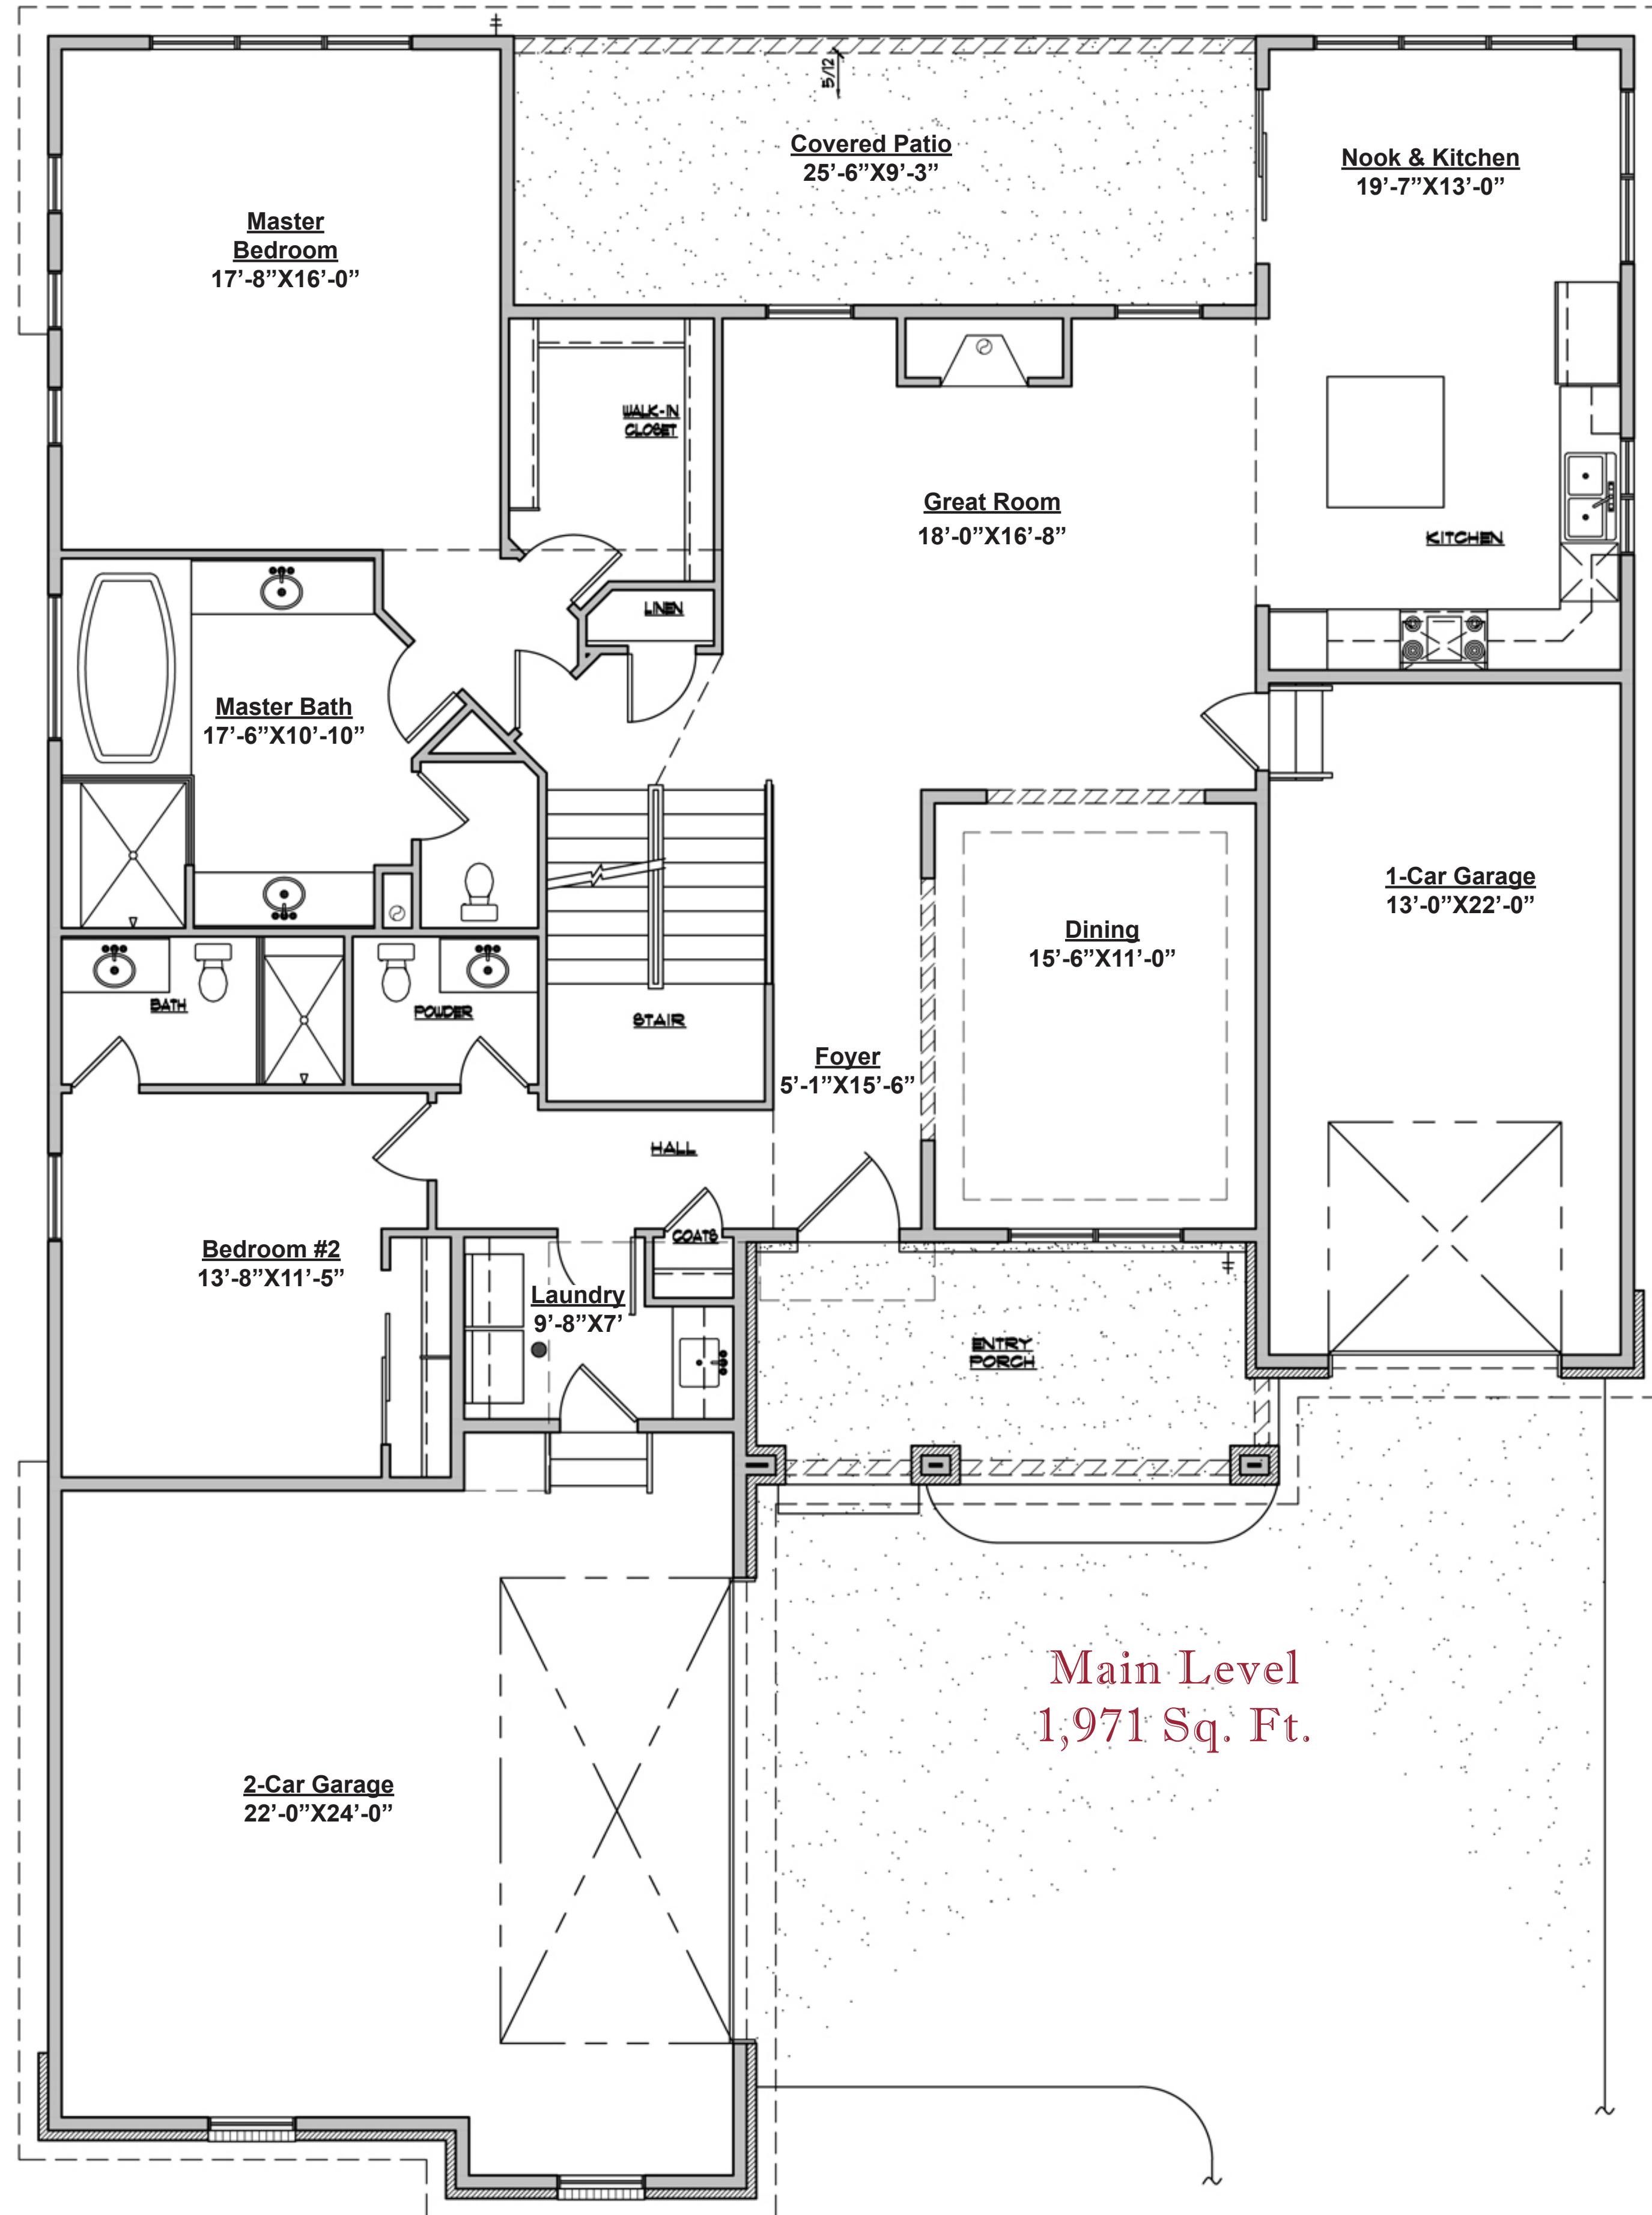 5/12
Covered Patio
25’-6”X9’-3”
Nook & Kitchen
19’-7”X13’-0”
Master
Bedroom
17’-8”X16’-0”
WALK-IN
CLOSET
Great Room
18’-0”X16’-8”
KITCHEN
LINEN
Master Bath
17’-6”X10’-10”
1-Car Garage
13’-0”X22’-0”
Dining
15’-6”X11’-0”
BATH
POWDER
STAIR
Foyer
5’-1”X15’-6”
HALL
COATS
Bedroom #2
13’-8”X11’-5”
Laundry
9’-8”X7’
ENTRY
PORCH
Main Level
1,971 Sq. Ft.
2-Car Garage
22’-0”X24’-0”